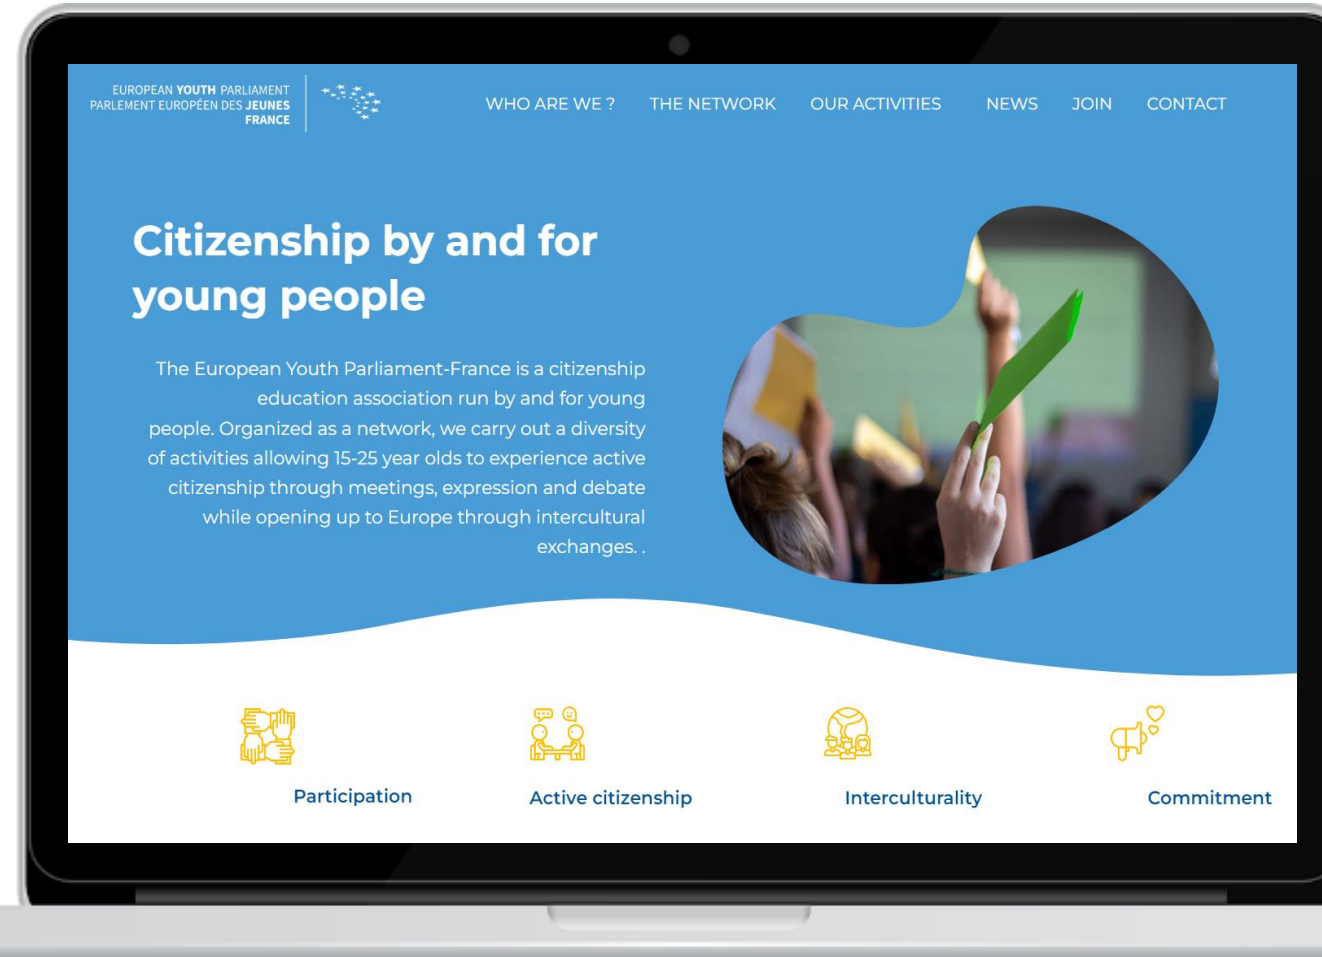 EUROPEAN YOUTH PARLIAMENT
PARLEMENT EUROPÉEN DES JEUNES
FRANCE
WHO ARE WE ? THE NETWORK OUR ACTIVITIES NEWS JOIN CONTACT
Citizenship by and for
young people
The European Youth Parliament-France is a citizenship
education association run by and for young
people. Organized as a network, we carry out a diversity
of activities allowing 15-25 year olds to experience active
citizenship through meetings, expression and debate
while opening up to Europe through intercultural
exchanges. .
Participation Active citizenship Interculturality Commitment